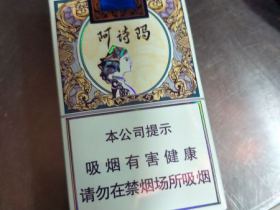 阿诗玛
本公司提示
吸烟有害健康
请勿在禁烟场所吸烟